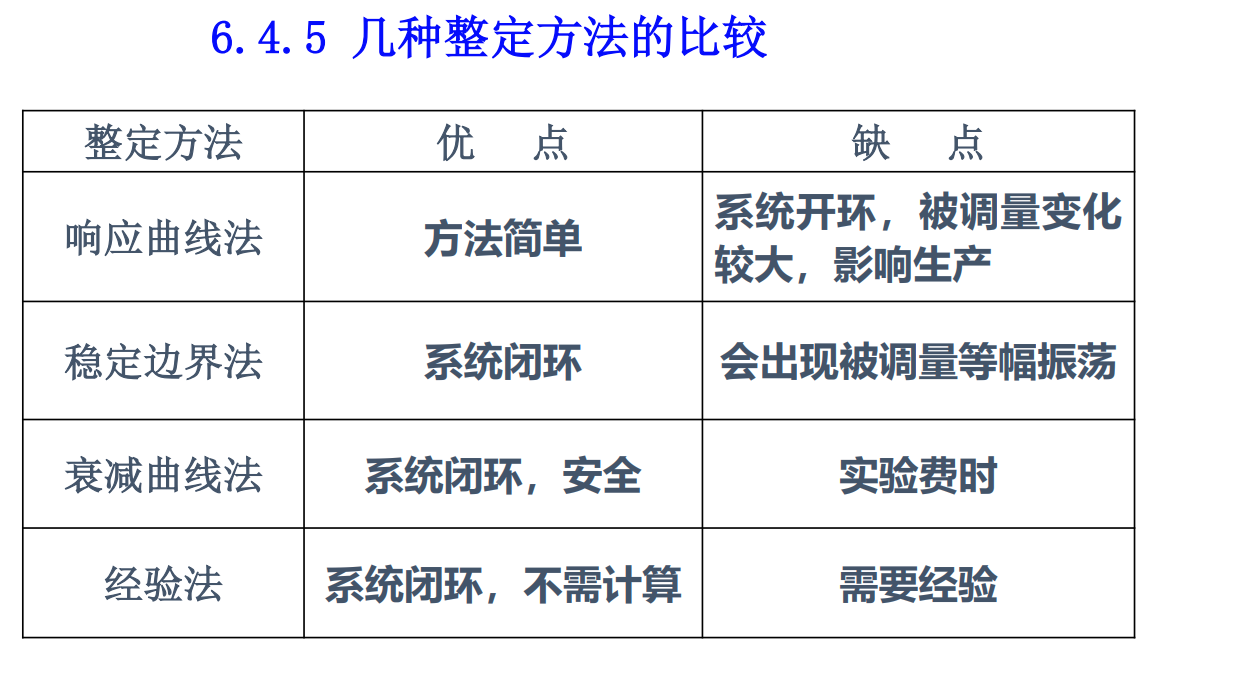 6.4.5 几种整定方法的比较
整定方法 优 点 缺 点
响应曲线法 方法简单 系统开环，被调量变化
较大，影响生产
稳定边界法 系统闭环 会出现被调量等幅振荡
衰减曲线法 系统闭环，安全 实验费时
经验法 系统闭环，不需计算 需要经验